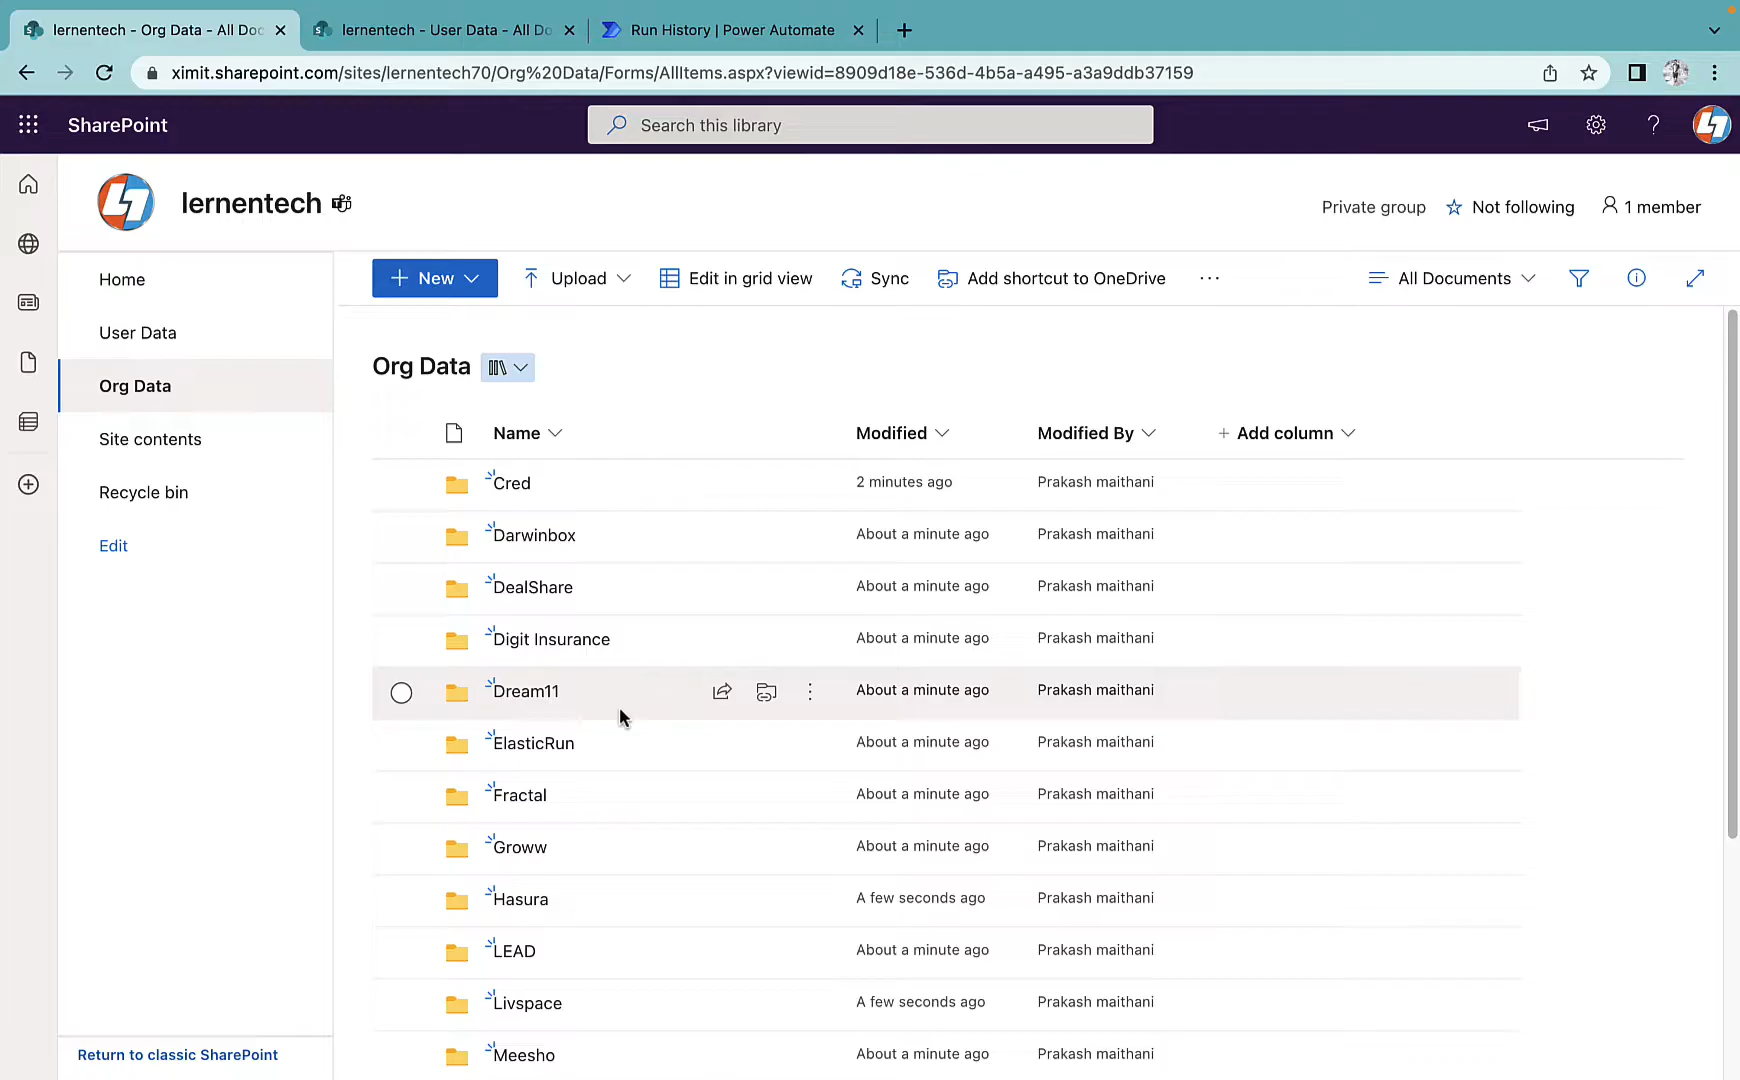 lernentech - Org Data - All Doc
lernentech - User Data - All Do
Run History | Power Automate
ximit.sharepoint.com/sites/lernentech70/Org%20Data/Forms/AllItems.aspx?viewid=8909d18e-536d-4b5a-a495-a3a9ddb37159
SharePoint
Search this library
lernentech
Private group
Not following
1 member
Home
User Data
Org Data
Site contents
Recycle bin
Edit
Return to classic SharePoint
New
Upload
Edit in grid view
Sync
Add shortcut to OneDrive
All Documents
Org Data
Name Modified Modified By + Add column
Cred 2 minutes ago Prakash maithani
Darwinbox About a minute ago Prakash maithani
DealShare About a minute ago Prakash maithani
Digit Insurance About a minute ago Prakash maithani
Dream11 About a minute ago Prakash maithani
ElasticRun About a minute ago Prakash maithani
Fractal About a minute ago Prakash maithani
Groww About a minute ago Prakash maithani
Hasura A few seconds ago Prakash maithani
LEAD About a minute ago Prakash maithani
Livspace A few seconds ago Prakash maithani
Meesho About a minute ago Prakash maithani